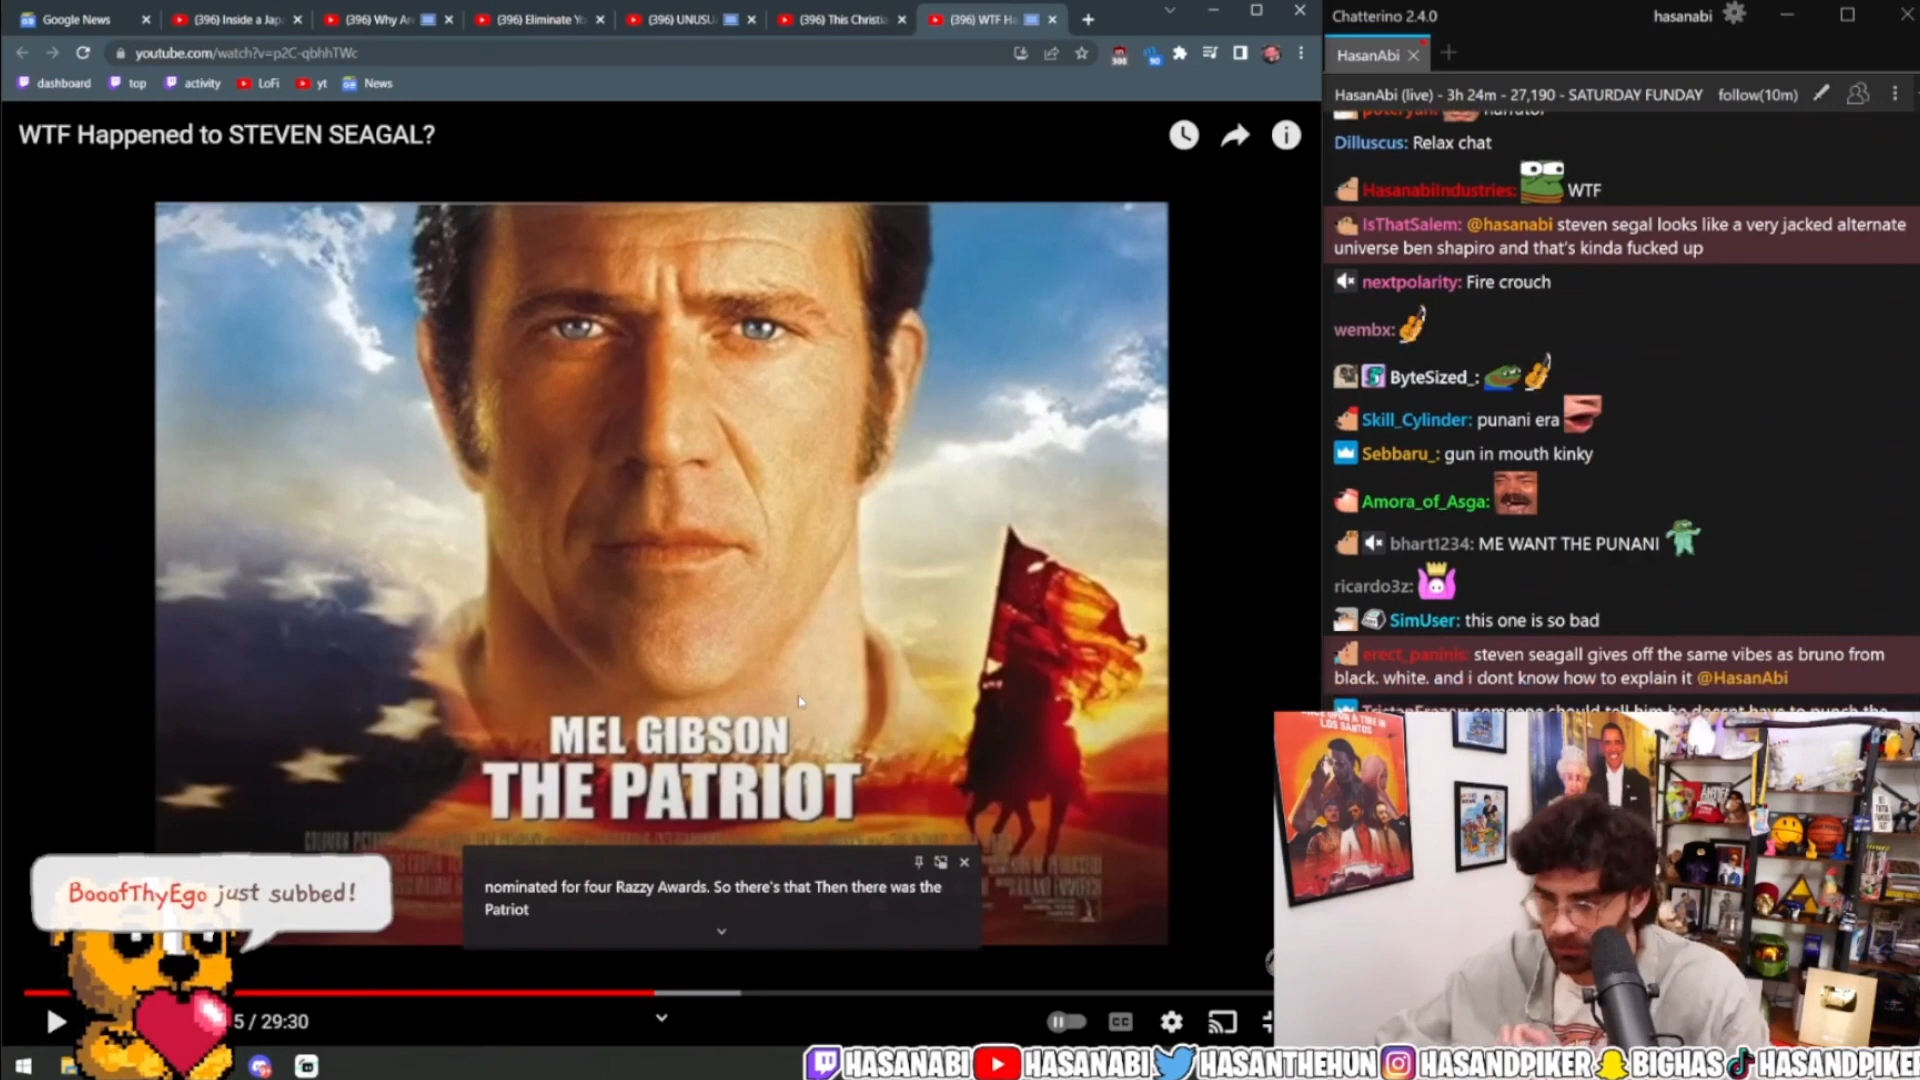 Google News
(396) Inside a Jap
(396) Why Ar
(396) Eliminate Yo
(396) UNUSU
(396) This Christia
(396) WTF Ha
youtube.com/watch?v=p2C-qbhhTWc
dashboard
top
activity
LoFi
yt
News
WTF Happened to STEVEN SEAGAL?
MEL GIBSON
THE PATRIOT
nominated for four Razzy Awards. So there's that Then there was the
Patriot
BooofThyEgo just subbed!
5 / 29:30
CC
Chatterino 2.4.0
hasanabi
HasanAbi
HasanAbi (live) - 3h 24m - 27,190 - SATURDAY FUNDAY follow(10m)
Dilluscus: Relax chat
HasanabiIndustries: WTF
IsThatSalem: @hasanabi steven segal looks like a very jacked alternate
universe ben shapiro and that's kinda fucked up
nextpolarity: Fire crouch
wembx:
ByteSized_:
Skill_Cylinder: punani era
Sebbaru_: gun in mouth kinky
Amora_of_Asga:
bhart1234: ME WANT THE PUNANI
ricardo3z:
SimUser: this one is so bad
erect_paninis: steven seagall gives off the same vibes as bruno from
black. white. and i dont know how to explain it @HasanAbi
LOS SANTOS
HASANABI
HASANABI
HASANTHEHUN
HASANDPIKER
BIGHAS
HASANDPIKE